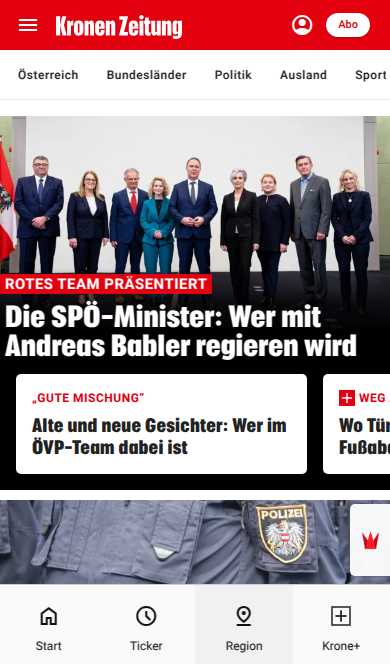 Kronen Zeitung
Abo
Österreich Bundesländer Politik Ausland Sport
ROTES TEAM PRÄSENTIERT
Die SPÖ-Minister: Wer mit
Andreas Babler regieren wird
„GUTE MISCHUNG“
Alte und neue Gesichter: Wer im
ÖVP-Team dabei ist
WEG
Wo Tür
Fußab
POLIZEI
Start Ticker Region Krone+